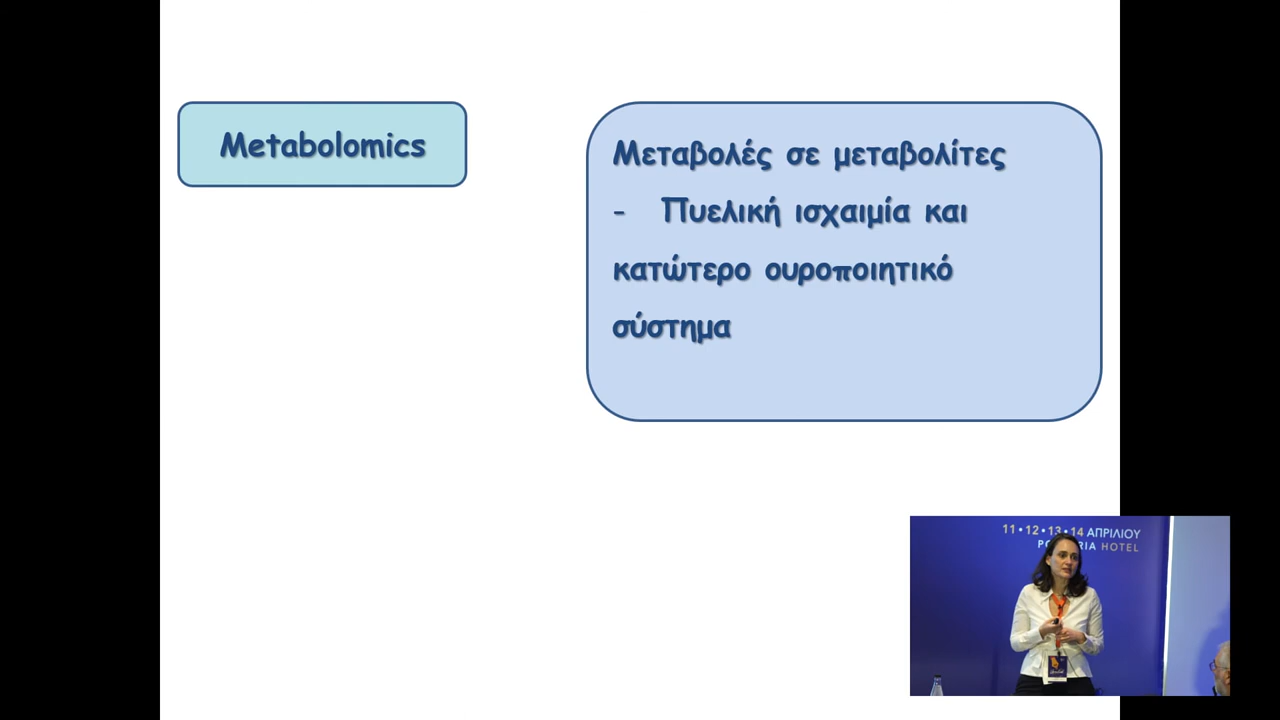 Metabolomics
Μεταβολές σε μεταβολίτες
- Πυελική ισχαιμία και
κατώτερο ουροποιητικό
σύστημα
11•12•13•14 ΑΠΡΙΛΙΟΥ
HOTEL